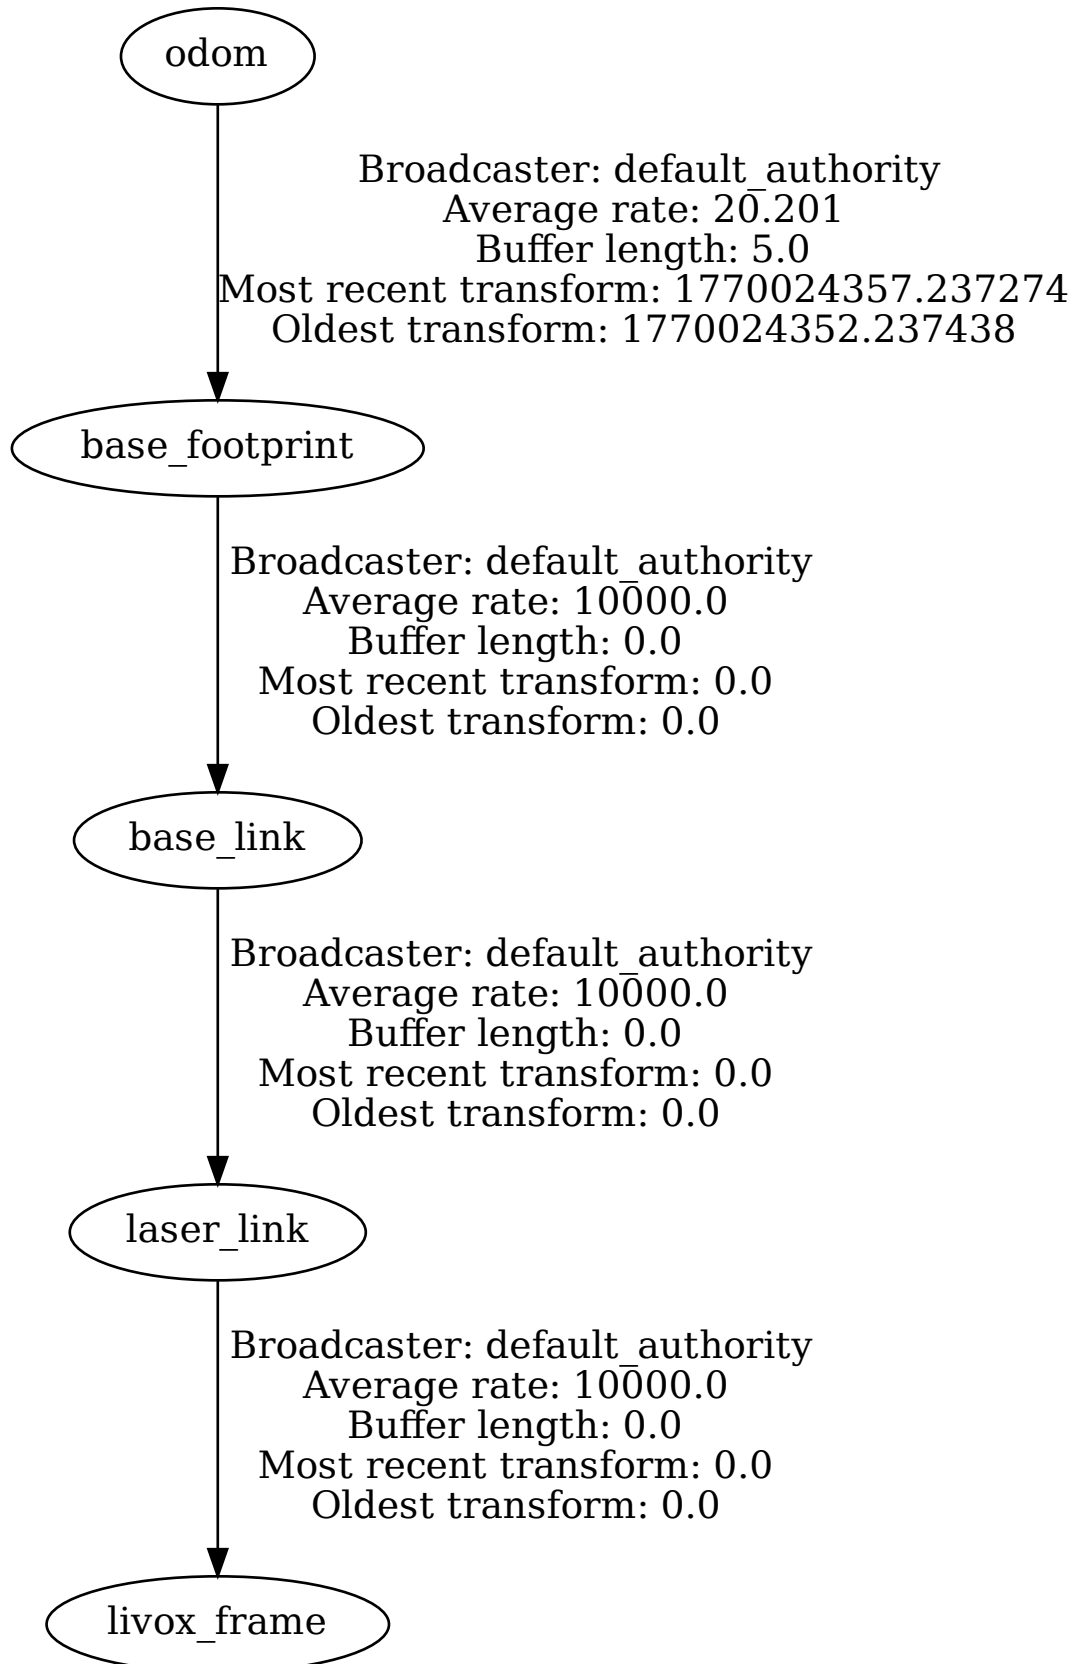 odom
Broadcaster: default_authority
Average rate: 20.201
Buffer length: 5.0
Most recent transform: 1770024357.237274
Oldest transform: 1770024352.237438
base_footprint
Broadcaster: default_authority
Average rate: 10000.0
Buffer length: 0.0
Most recent transform: 0.0
Oldest transform: 0.0
base_link
Broadcaster: default_authority
Average rate: 10000.0
Buffer length: 0.0
Most recent transform: 0.0
Oldest transform: 0.0
laser_link
Broadcaster: default_authority
Average rate: 10000.0
Buffer length: 0.0
Most recent transform: 0.0
Oldest transform: 0.0
livox_frame